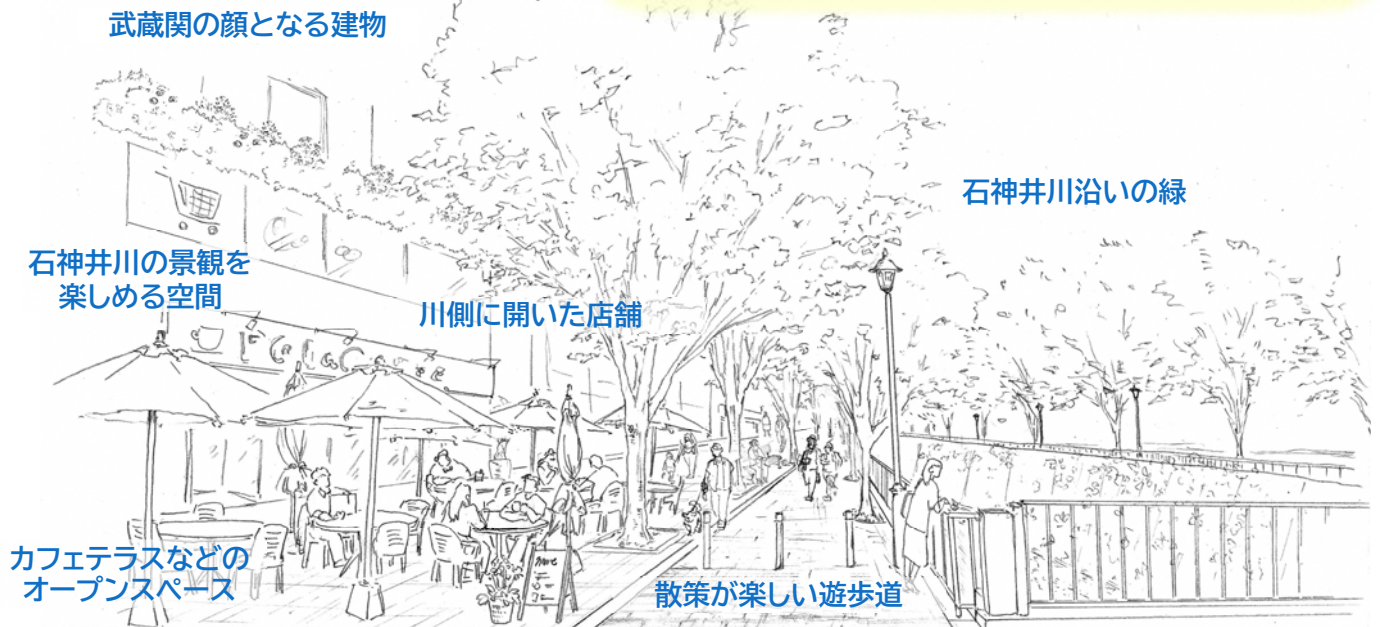 武蔵関の顔となる建物
石神井川沿いの緑
石神井川の景観を
楽しめる空間
川側に開いた店舗
カフェテラスなどの
オープンスペース
散策が楽しい遊歩道